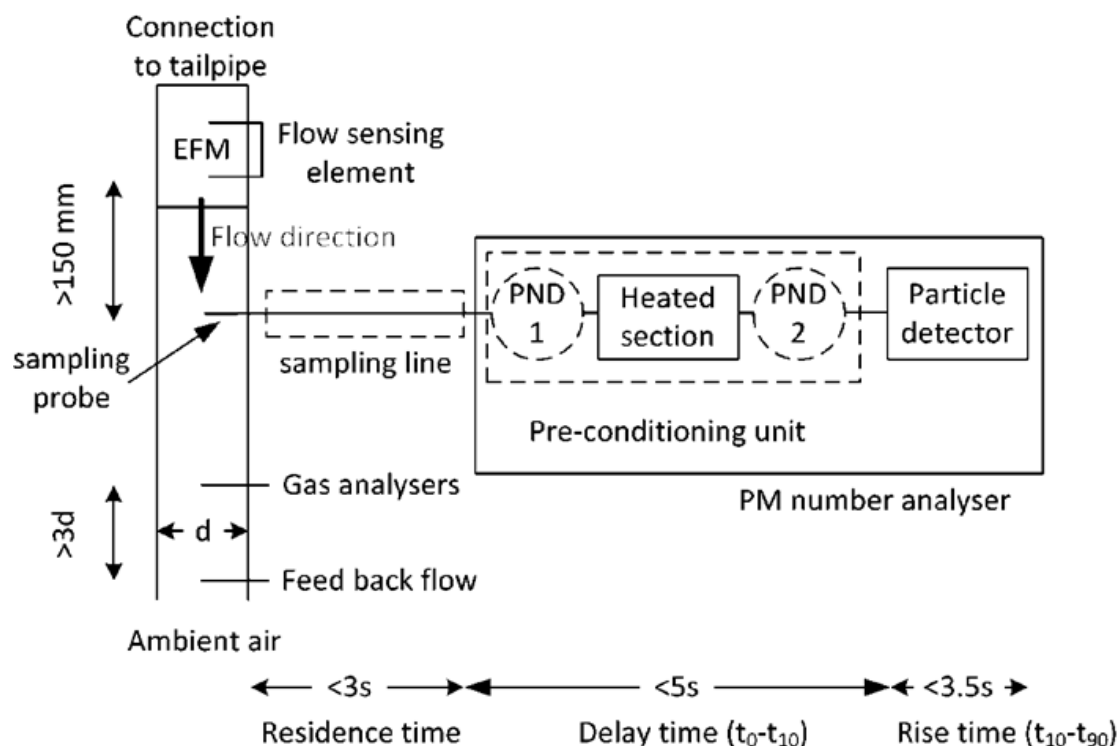 Connection
to tailpipe
EFM
Flow sensing
element
>150 mm
Flow direction
sampling
probe
sampling line
PND
1
Heated
section
PND
2
Particle
detector
Pre-conditioning unit
PM number analyser
Gas analysers
>3d
d
Feed back flow
Ambient air
<3s
<5s
<3.5s
Residence time
Delay time (t₀-t₁₀)
Rise time (t₁₀-t₉₀)